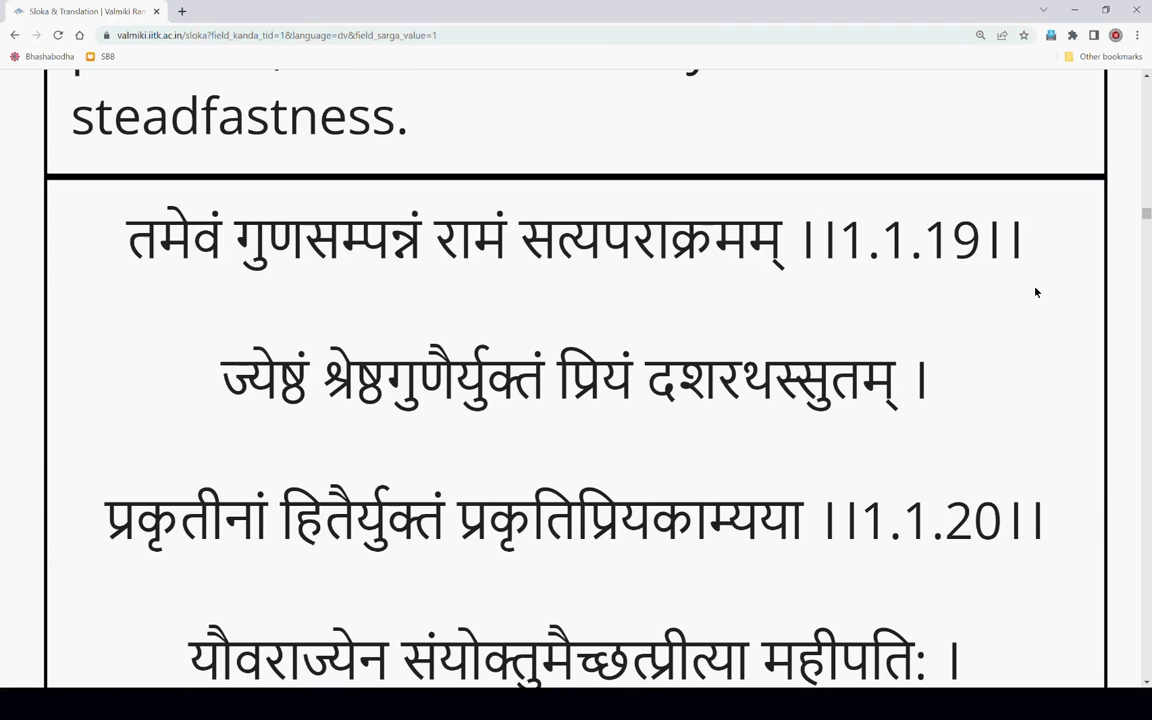 Sloka & Translation | Valmiki Ram
valmiki.iitk.ac.in/sloka?field_kanda_tid=1&language=dv&field_sarga_value=1
Bhashabodha SBB Other bookmarks
steadfastness.
तमेवं गुणसम्पन्नं रामं सत्यपराक्रमम् ।।1.1.19।।
ज्येष्ठं श्रेष्ठगुणैर्युक्तं प्रियं दशरथस्सुतम् ।
प्रकृतीनां हितैर्युक्तं प्रकृतिप्रियकाम्यया ।।1.1.20।।
यौवराज्येन संयोक्तुमैच्छत्प्रीत्या महीपति: ।